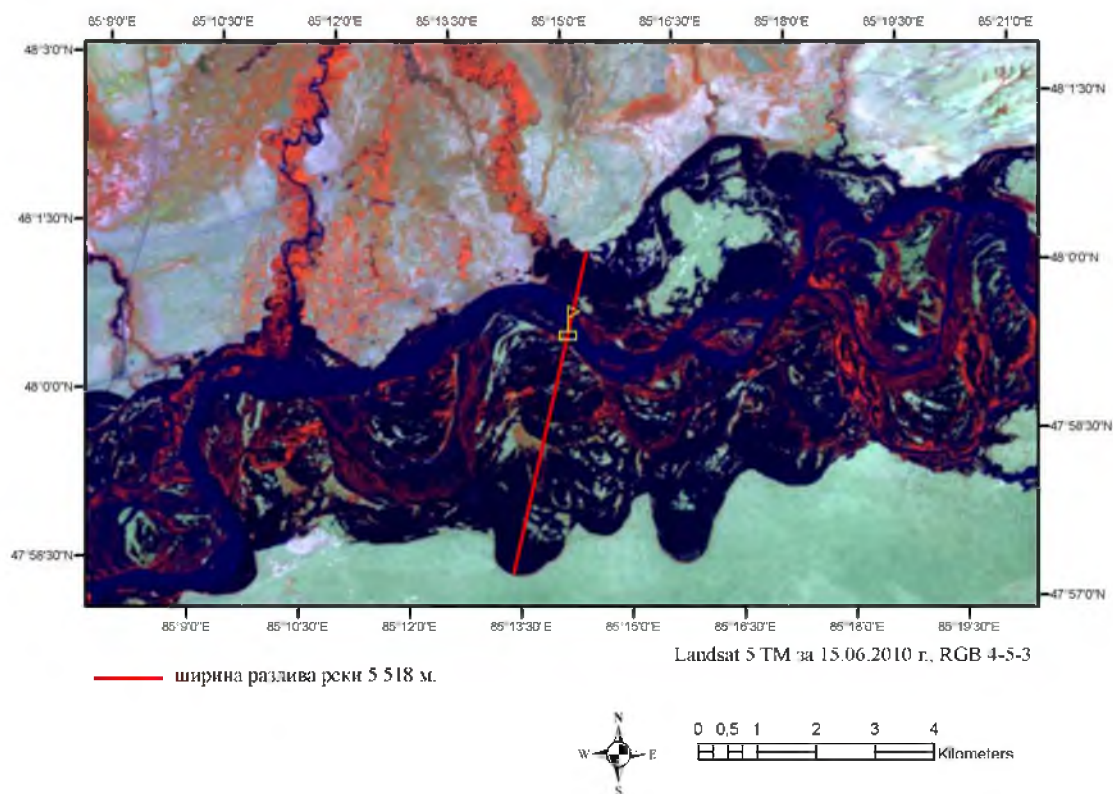 85°9'0"E 85°10'30"E 85°12'0"E 85°13'30"E 85°15'0"E 85°16'30"E 85°18'0"E 85°19'30"E 85°21'0"E
48°3'0"N
48°1'30"N
48°1'30"N
48°0'0"N
48°0'0"N
47°58'30"N
47°58'30"N
47°57'0"N
85°9'0"E 85°10'30"E 85°12'0"E 85°13'30"E 85°15'0"E 85°16'30"E 85°18'0"E 85°19'30"E
Landsat 5 TM за 15.06.2010 г., RGB 4-5-3
ширина разлива реки 5 518 м.
N
W E
S
0 0,5 1 2 3 4
Kilometers